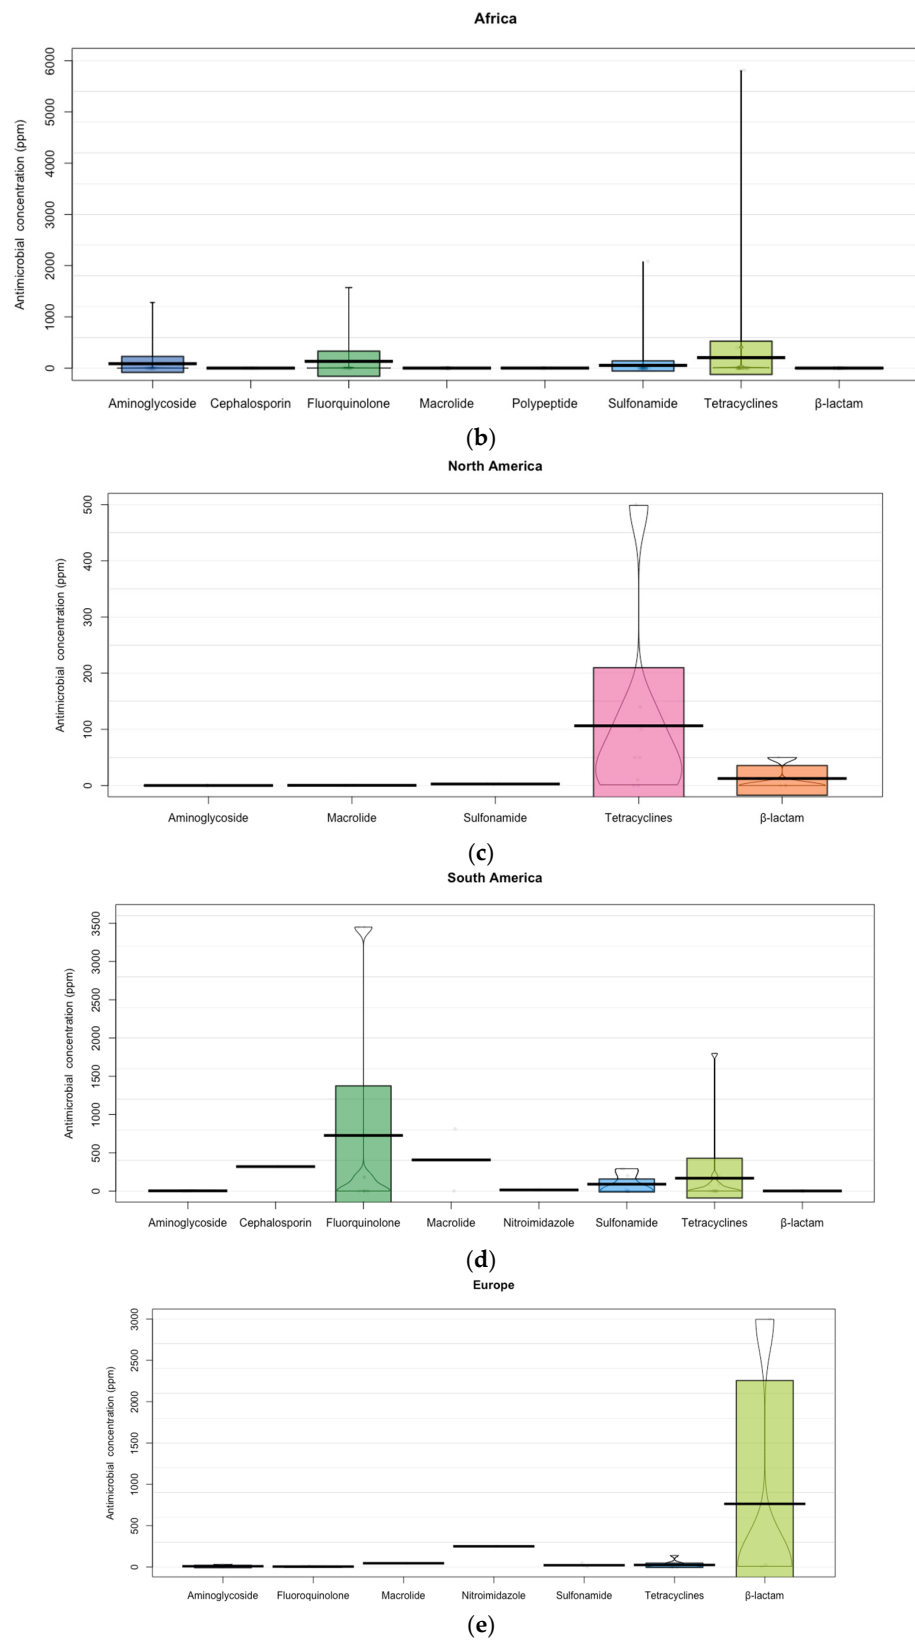 Africa
Antimicrobial concentration (ppm)
6000
5000
4000
3000
2000
1000
0
Aminoglycoside Cephalosporin Fluorquinolone Macrolide Polypeptide Sulfonamide Tetracyclines β-lactam
(b)
North America
Antimicrobial concentration (ppm)
500
400
300
200
100
0
Aminoglycoside Macrolide Sulfonamide Tetracyclines β-lactam
(c)
South America
Antimicrobial concentration (ppm)
3500
3000
2500
2000
1500
1000
500
0
Aminoglycoside Cephalosporin Fluorquinolone Macrolide Nitroimidazole Sulfonamide Tetracyclines β-lactam
(d)
Europe
Antimicrobial concentration (ppm)
3000
2500
2000
1500
1000
500
0
Aminoglycoside Fluoroquinolone Macrolide Nitroimidazole Sulfonamide Tetracyclines β-lactam
(e)